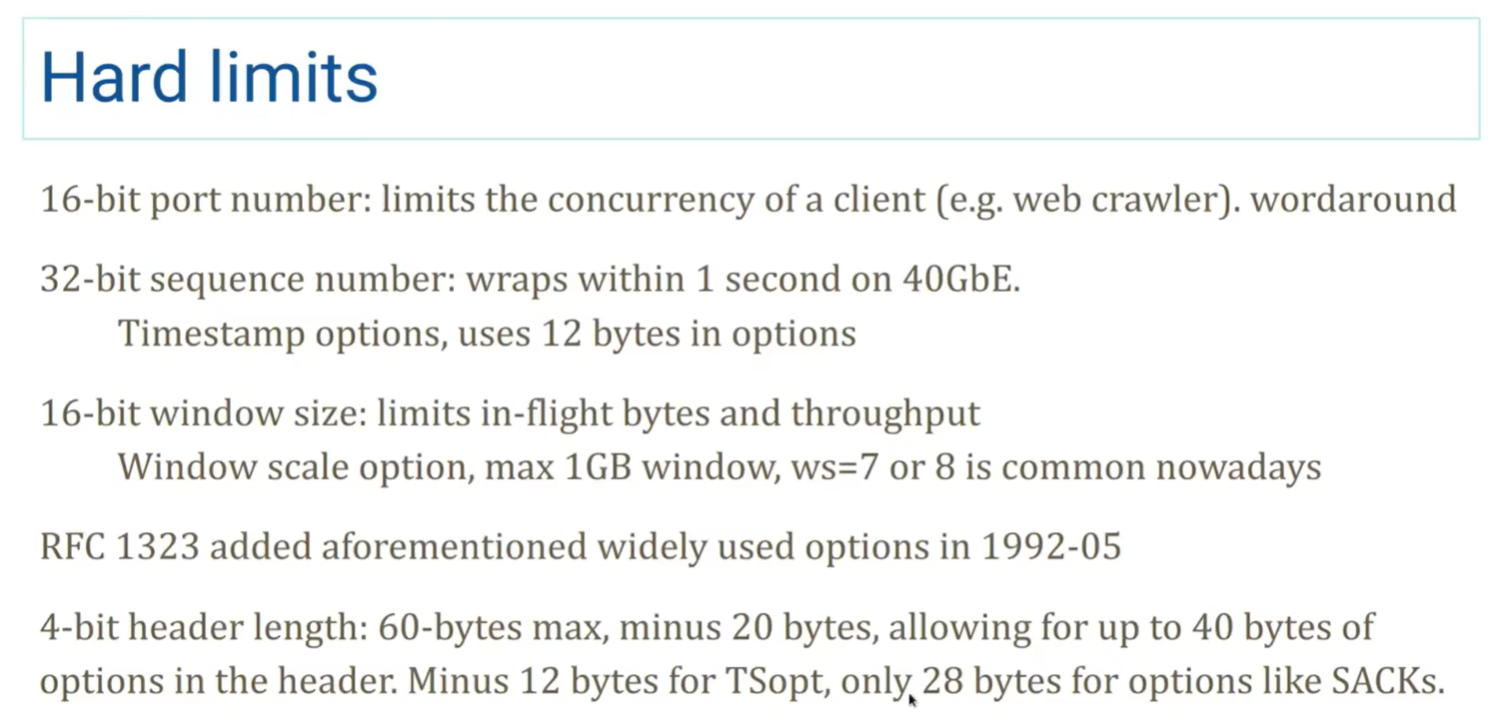 Hard limits
16-bit port number: limits the concurrency of a client (e.g. web crawler). wordaround
32-bit sequence number: wraps within 1 second on 40GbE.
Timestamp options, uses 12 bytes in options
16-bit window size: limits in-flight bytes and throughput
Window scale option, max 1GB window, ws=7 or 8 is common nowadays
RFC 1323 added aforementioned widely used options in 1992-05
4-bit header length: 60-bytes max, minus 20 bytes, allowing for up to 40 bytes of
options in the header. Minus 12 bytes for TSopt, only 28 bytes for options like SACKs.